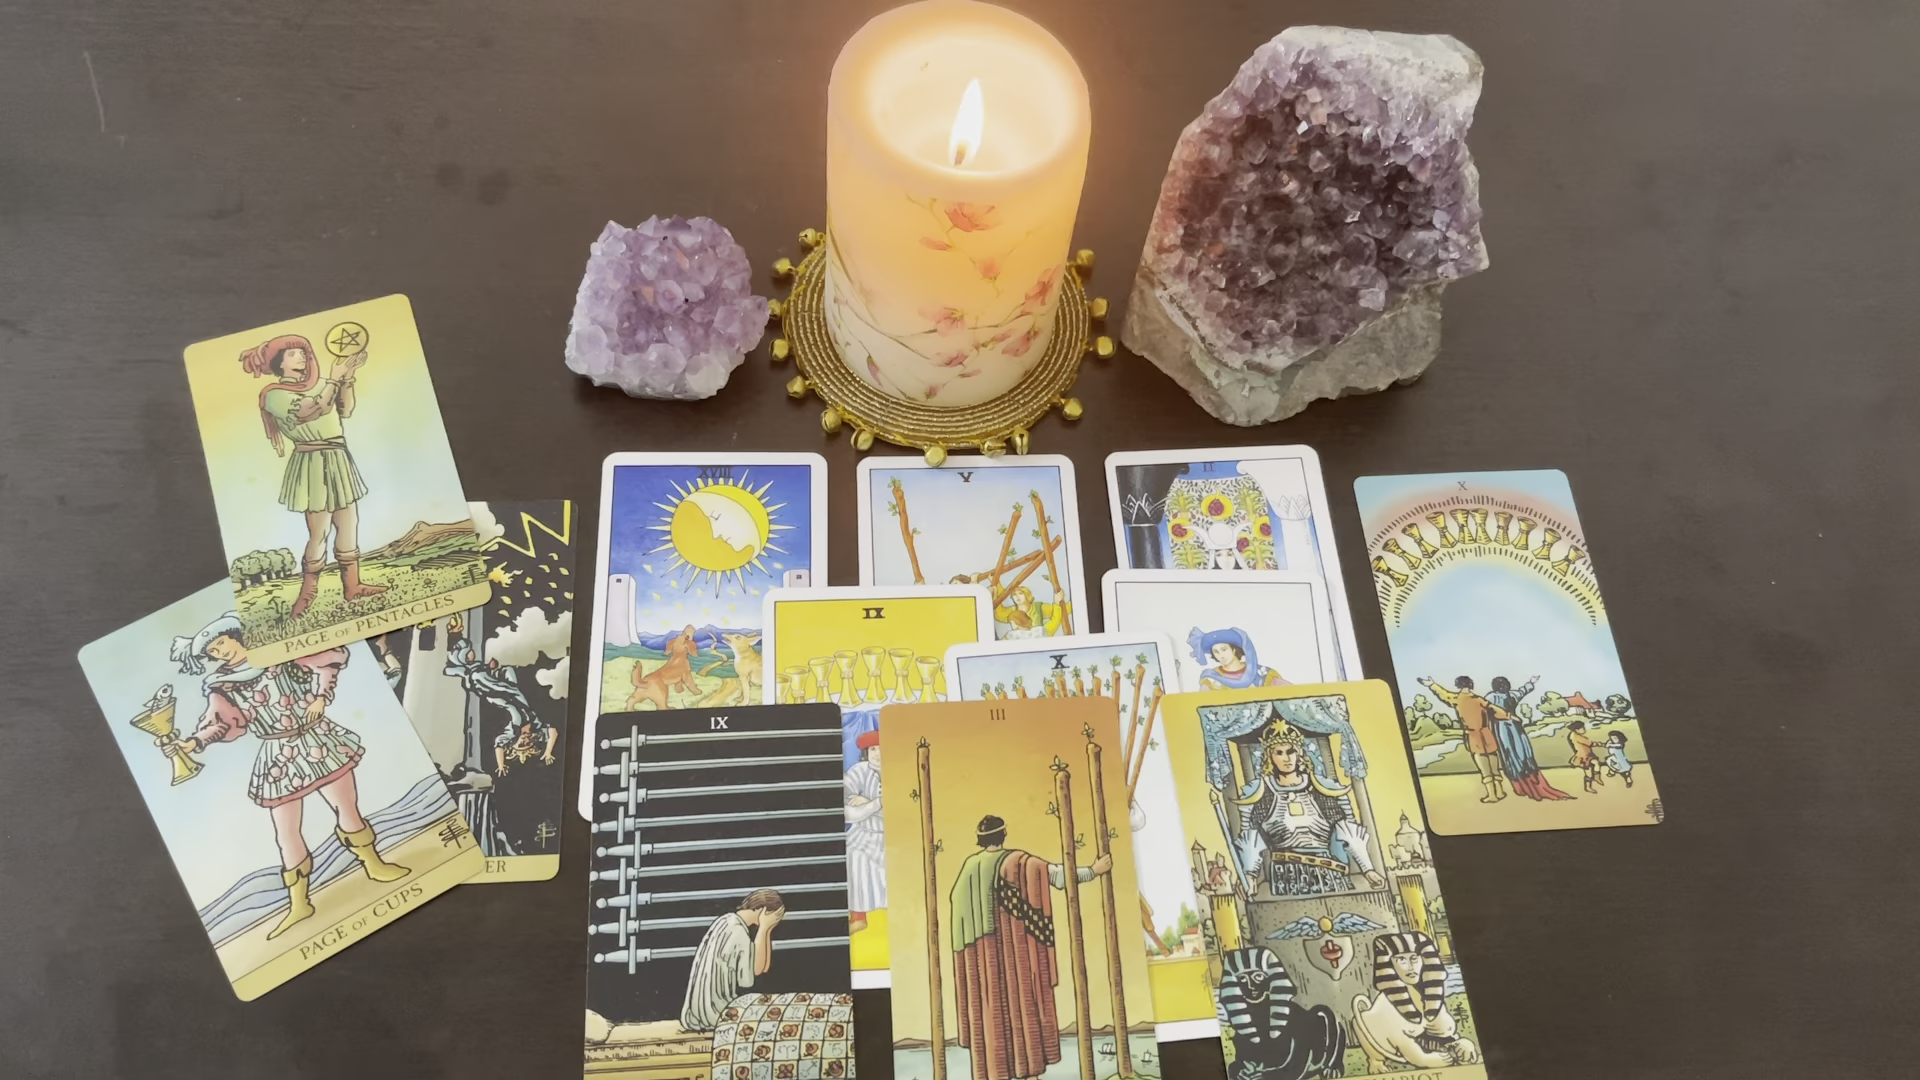 XVIII
V
II
X
PAGE OF PENTACLES
IX
X
IX
III
ER
PAGE OF CUPS